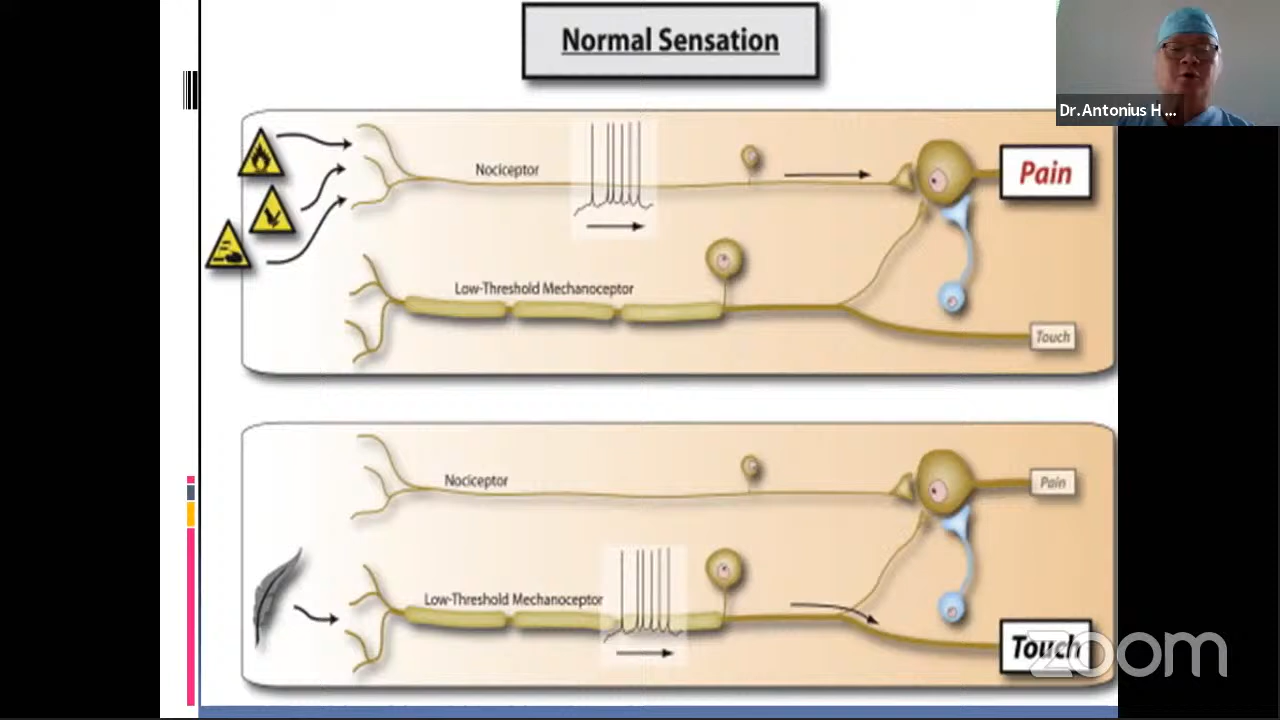 Normal Sensation
Dr.Antonius H ...
Nociceptor
Pain
Low-Threshold Mechanoceptor
Touch
Nociceptor
Pain
Low-Threshold Mechanoceptor
Touch
zoom